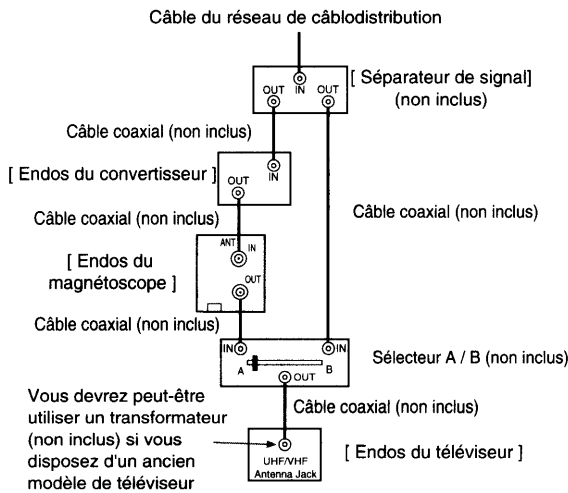 Câble du réseau de câblodistribution
[ Séparateur de signal]
(non inclus)
OUT IN OUT
Câble coaxial (non inclus)
[ Endos du convertisseur ]
IN
OUT
Câble coaxial (non inclus)
Câble coaxial (non inclus)
[ Endos du
magnétoscope ]
ANT IN
OUT
Câble coaxial (non inclus)
IN IN
A B
OUT
Sélecteur A / B (non inclus)
Câble coaxial (non inclus)
Vous devrez peut-être
utiliser un transformateur
(non inclus) si vous
disposez d'un ancien
modèle de téléviseur
UHF/VHF
Antenna Jack
[ Endos du téléviseur ]